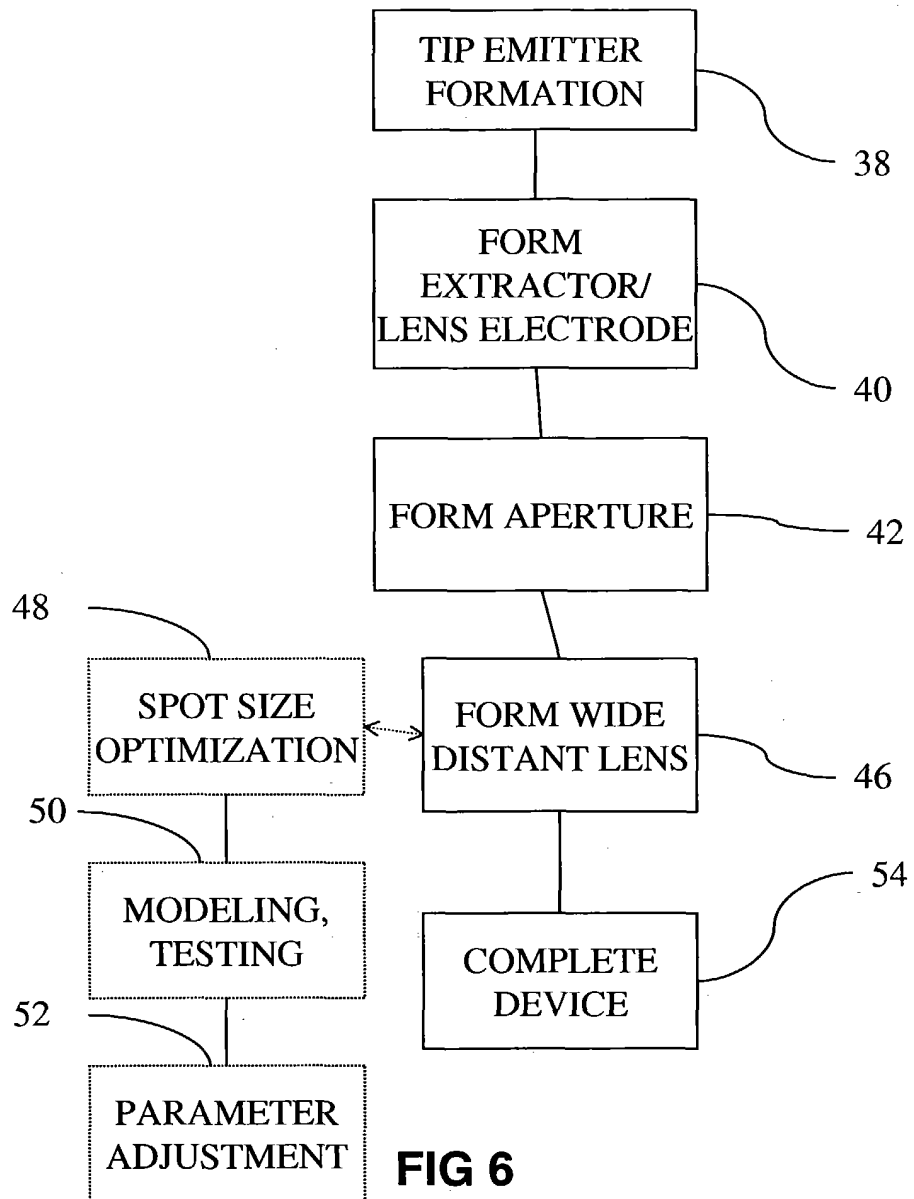 TIP EMITTER
FORMATION
38
FORM
EXTRACTOR/
LENS ELECTRODE
40
FORM APERTURE
42
48
SPOT SIZE
OPTIMIZATION
FORM WIDE
DISTANT LENS
46
50
MODELING,
TESTING
54
COMPLETE
DEVICE
52
PARAMETER
ADJUSTMENT
FIG 6